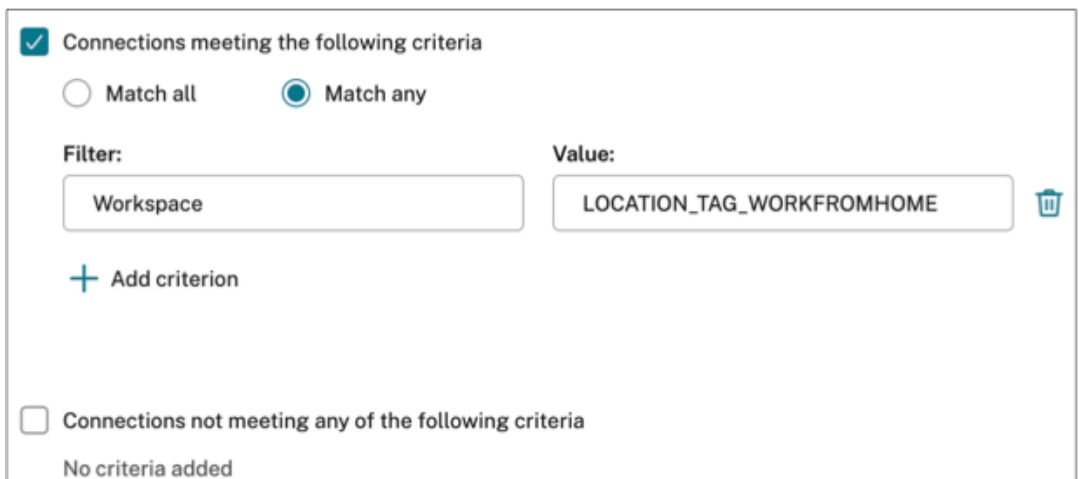 Connections meeting the following criteria
Match all Match any
Filter: Value:
Workspace LOCATION_TAG_WORKFROMHOME
Add criterion
Connections not meeting any of the following criteria
No criteria added